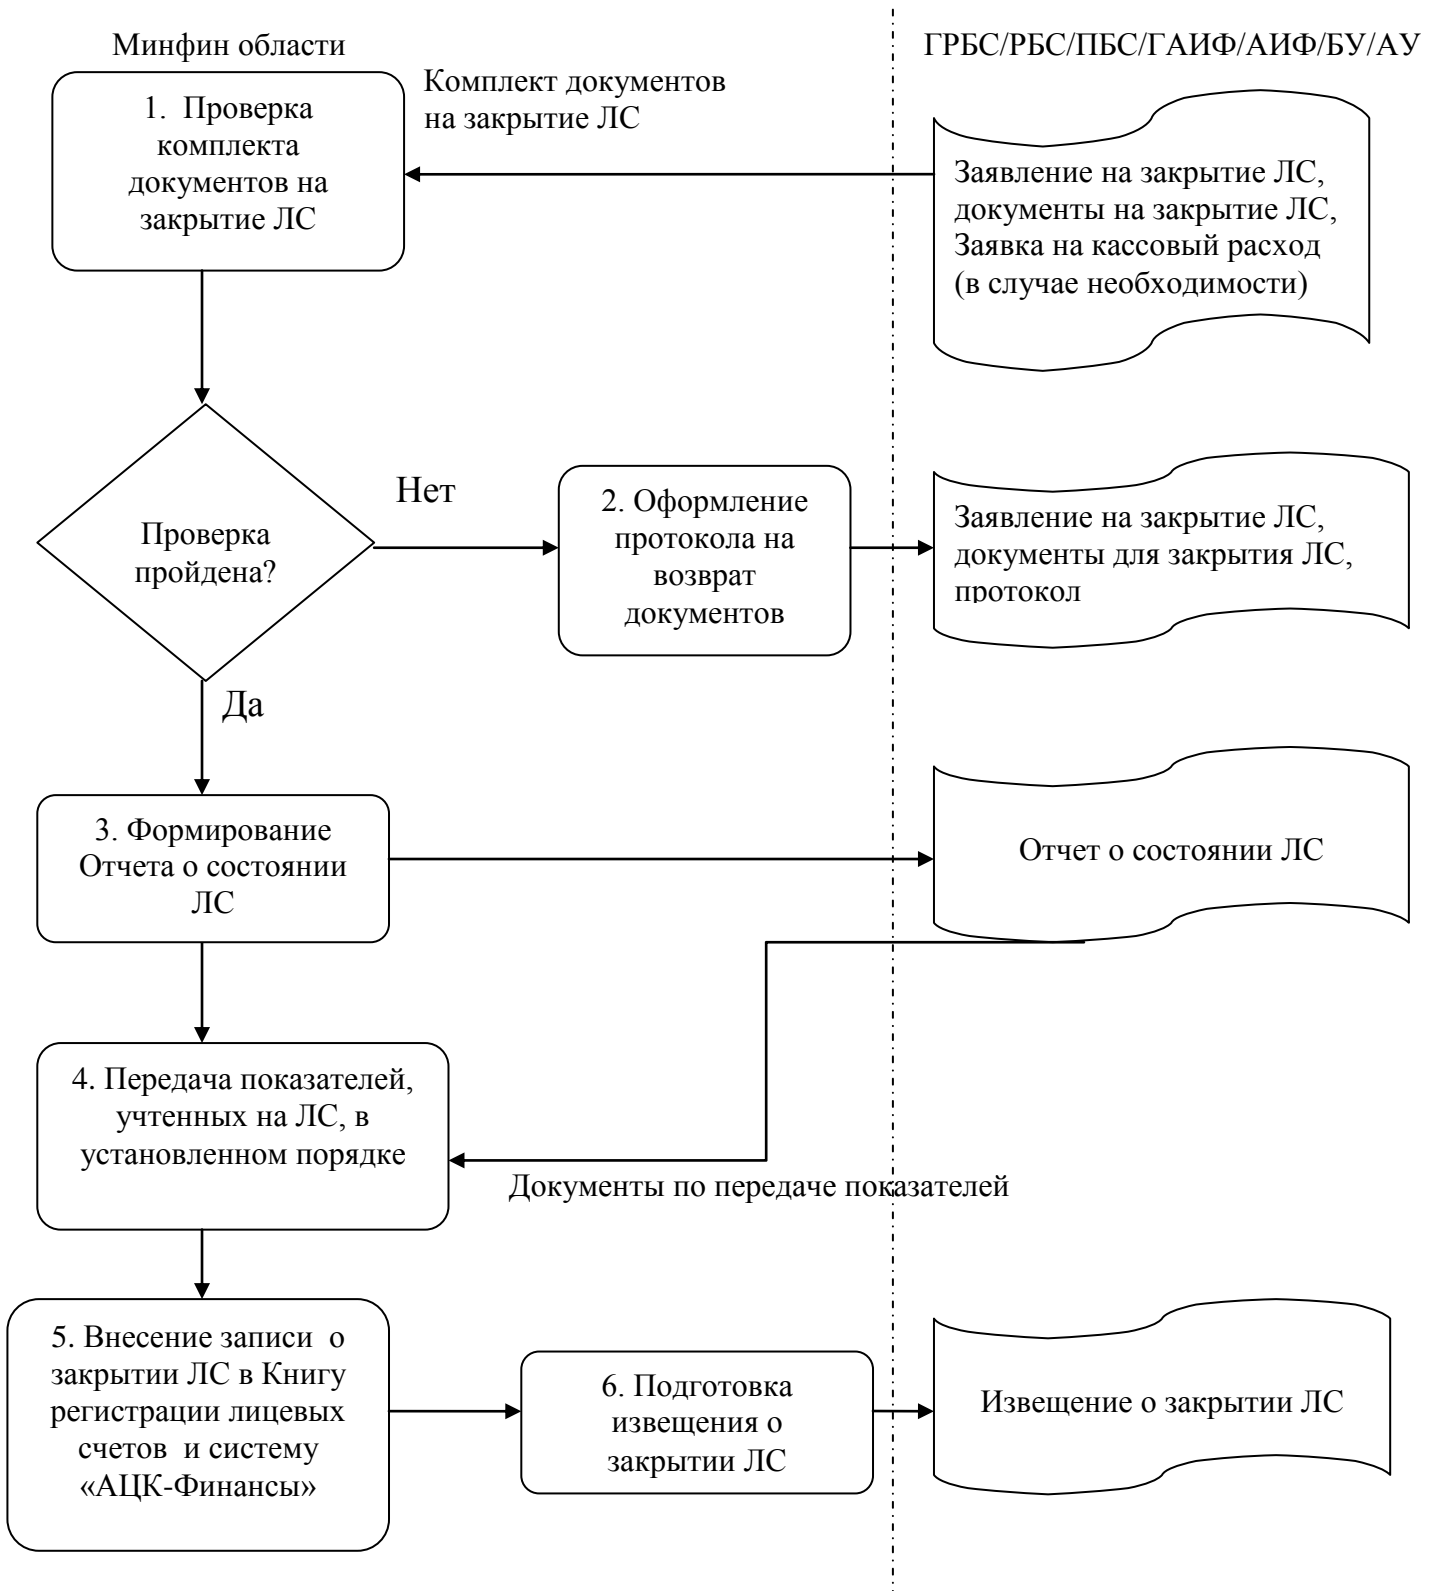 Минфин области
ГРБС/РБС/ПБС/ГАИФ/АИФ/БУ/АУ
Комплект документов
на закрытие ЛС
1. Проверка
комплекта
документов на
закрытие ЛС
Заявление на закрытие ЛС,
документы на закрытие ЛС,
Заявка на кассовый расход
(в случае необходимости)
Проверка
пройдена?
Нет
2. Оформление
протокола на
возврат
документов
Заявление на закрытие ЛС,
документы для закрытия ЛС,
протокол
Да
3. Формирование
Отчета о состоянии
ЛС
Отчет о состоянии ЛС
4. Передача показателей,
учтенных на ЛС, в
установленном порядке
Документы по передаче показателей
5. Внесение записи о
закрытии ЛС в Книгу
регистрации лицевых
счетов и систему
«АЦК-Финансы»
6. Подготовка
извещения о
закрытии ЛС
Извещение о закрытии ЛС